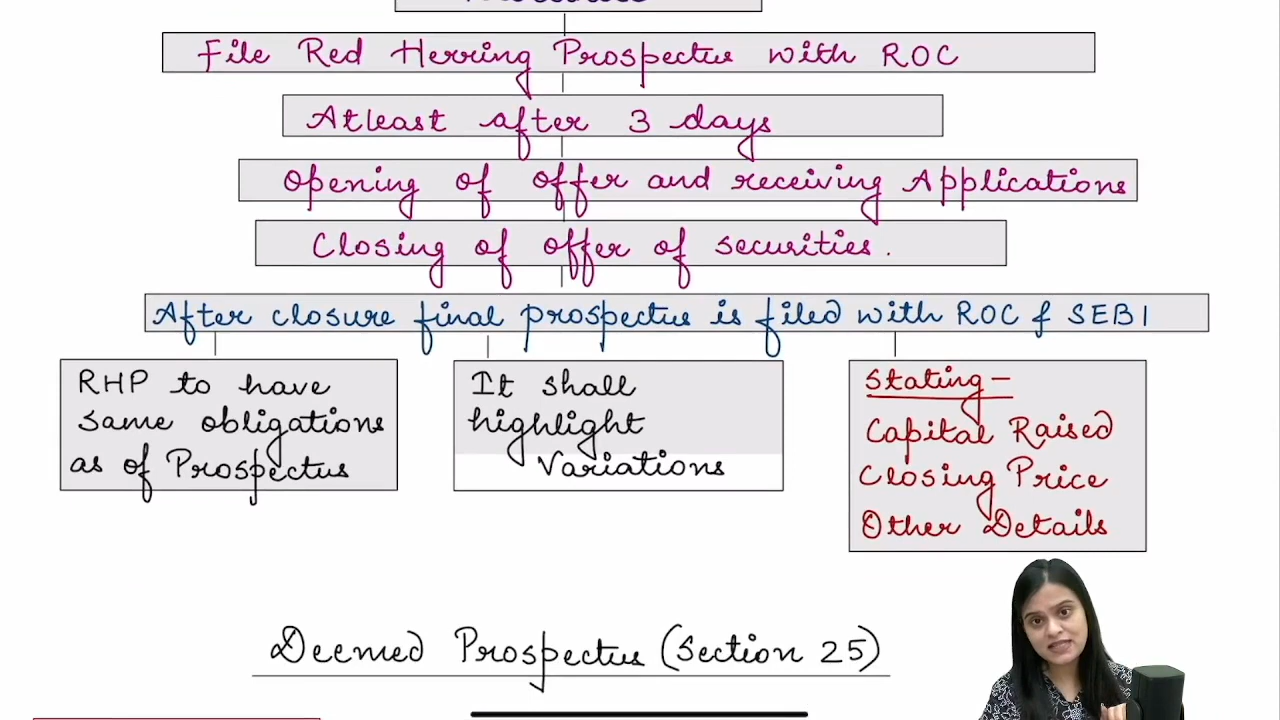 File Red Herring Prospectus with ROC
Atleast after 3 days
Opening of offer and receiving Applications
Closing of offer of securities.
After closure final prospectus is filed with ROC & SEBI
RHP to have
same obligations
as of Prospectus
It shall
highlight
Variations
Stating-
Capital Raised
Closing Price
Other Details
Deemed Prospectus (Section 25)